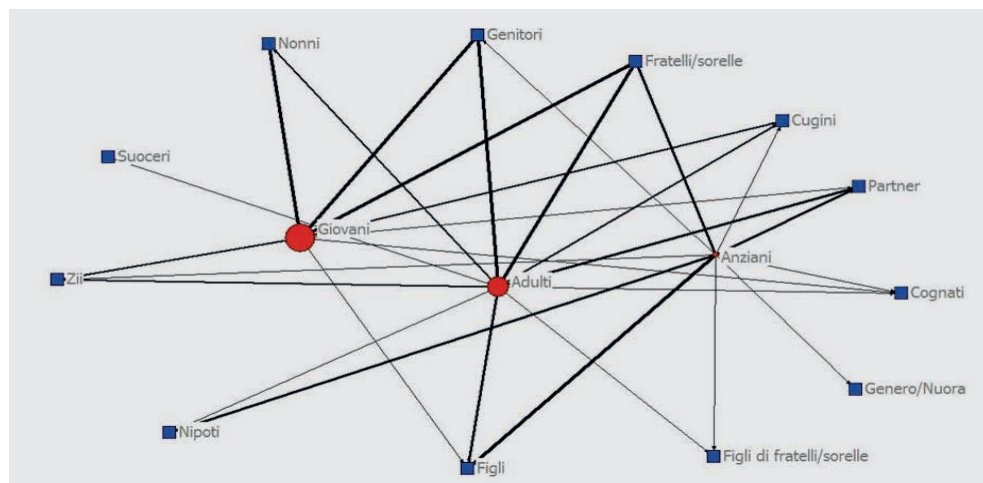 Nonni
Genitori
Fratelli/sorelle
Cugini
Suoceri
Partner
Giovani
Anziani
Zii
Adulti
Cognati
Genero/Nuora
Nipoti
Figli
Figli di fratelli/sorelle